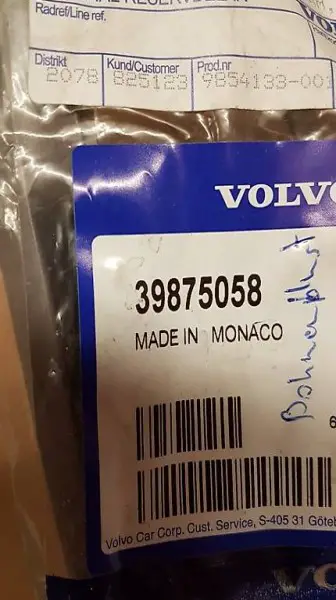 Radref/Line ref.
Distrikt Kund/Customer Prod.nr
2078 825123 9854133-001
VOLVO
39875058
MADE IN MONACO
Volvo Car Corp. Cust. Service, S-405 31 Göteb